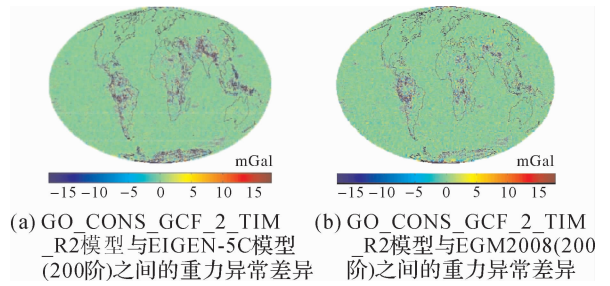 mGal
mGal
-15 -10 -5 0 5 10 15
-15 -10 -5 0 5 10 15
(a) GO_CONS_GCF_2_TIM
_R2模型与EIGEN-5C模型
(200阶)之间的重力异常差异
(b) GO_CONS_GCF_2_TIM
_R2模型与EGM2008(200
阶)之间的重力异常差异